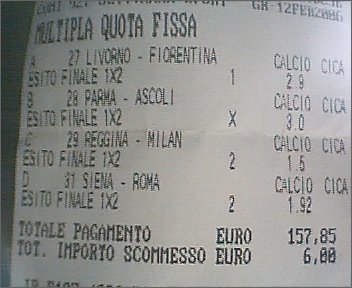 GR 12FEB2006
MULTIPLA QUOTA FISSA
A 27 LIVORNO - FIORENTINA CALCIO CICA
ESITO FINALE 1X2 1 2.9
B 28 PARMA - ASCOLI CALCIO CICA
ESITO FINALE 1X2 X 3.0
C 29 REGGINA - MILAN CALCIO CICA
ESITO FINALE 1X2 2 1.5
D 31 SIENA - ROMA CALCIO CICA
ESITO FINALE 1X2 2 1.92
TOTALE PAGAMENTO EURO 157,85
TOT. IMPORTO SCOMMESSO EURO 6,00